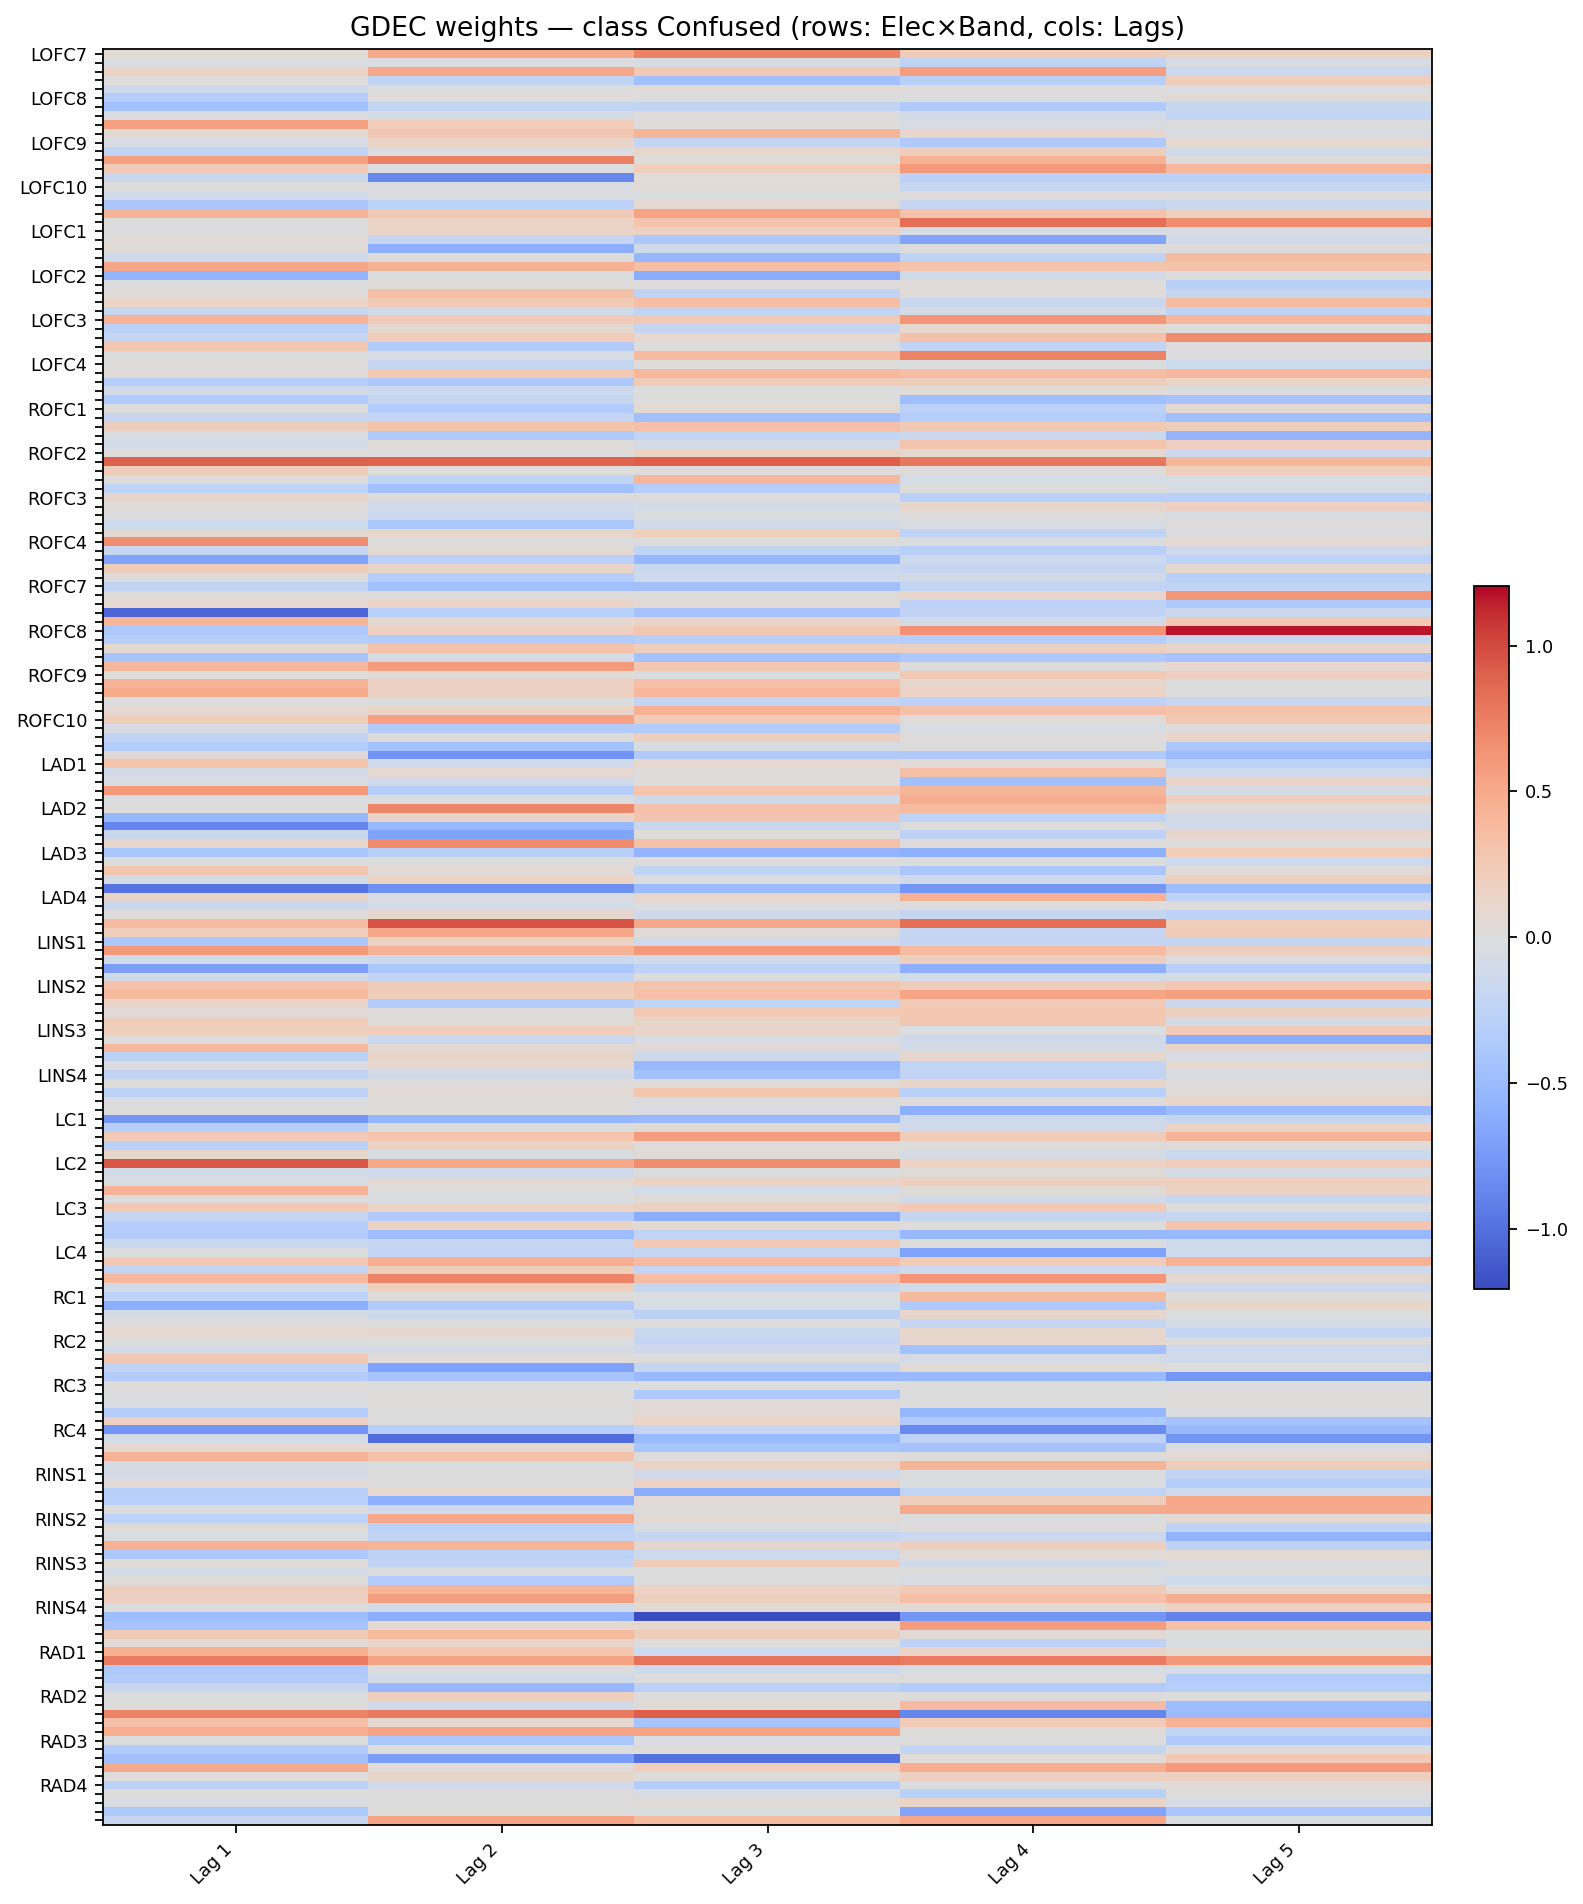 GDEC weights — class Confused (rows: Elec×Band, cols: Lags)
LOFC7
LOFC8
LOFC9
LOFC10
LOFC1
LOFC2
LOFC3
LOFC4
ROFC1
ROFC2
ROFC3
ROFC4
ROFC7
ROFC8
ROFC9
ROFC10
LAD1
LAD2
LAD3
LAD4
LINS1
LINS2
LINS3
LINS4
LC1
LC2
LC3
LC4
RC1
RC2
RC3
RC4
RINS1
RINS2
RINS3
RINS4
RAD1
RAD2
RAD3
RAD4
Lag 1
Lag 2
Lag 3
Lag 4
Lag 5
1.0
0.5
0.0
−0.5
−1.0